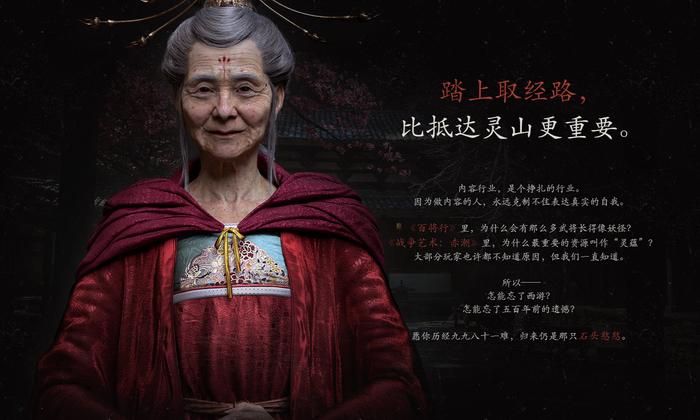 踏上取经路，
比抵达灵山更重要。
内容行业，是个挣扎的行业。
因为做内容的人，永远克制不住表达真实的自我。
《百将行》里，为什么会有那么多武将长得像妖怪？
《战争艺术：赤潮》里，为什么最重要的资源叫作“灵蕴”？
大部分玩家也许都不知道原因，但我们一直知道。
所以——
怎能忘了西游？
怎能忘了五百年前的遗憾？
愿你历经九九八十一难，归来仍是那只石头憨憨。